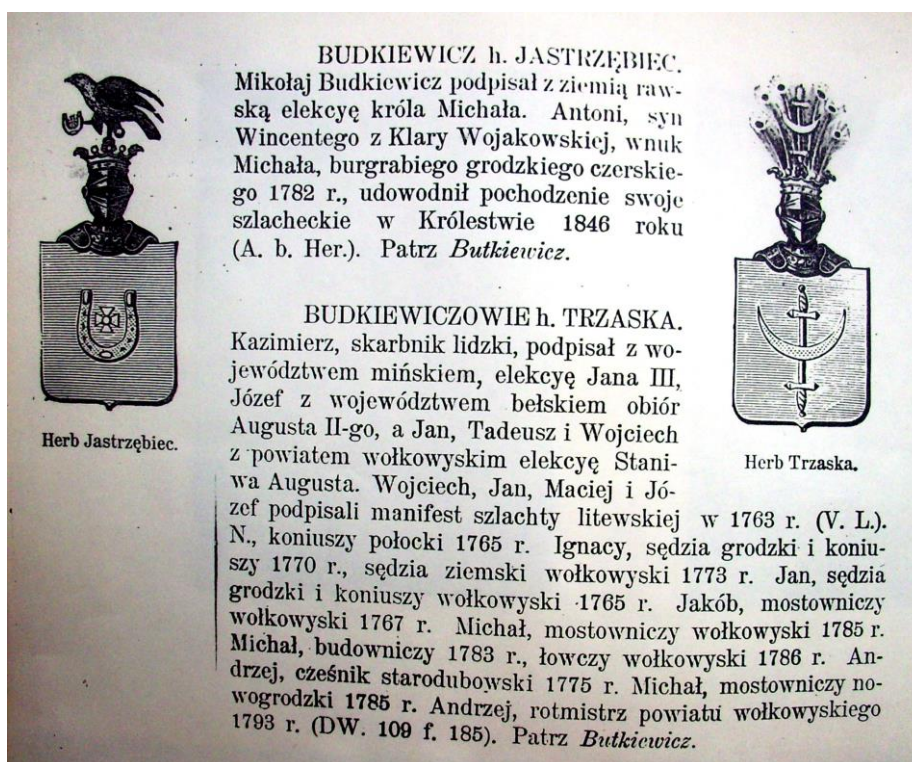 BUDKIEWICZ h. JASTRZĘBIEC.
Mikołaj Budkiewicz podpisał z ziemią raw-
ską elekcyę króla Michała. Antoni, syn
Wincentego z Klary Wojakowskiej, wnuk
Michała, burgrabiego grodzkiego czerskie-
go 1782 r., udowodnił pochodzenie swoje
szlacheckie w Królestwie 1846 roku
(A. b. Her.). Patrz Butkiewicz.
BUDKIEWICZOWIE h. TRZASKA.
Kazimierz, skarbnik lidzki, podpisał z wo-
jewództwem mińskiem, elekcyę Jana III,
Józef z województwem bełskiem obiór
Augusta II-go, a Jan, Tadeusz i Wojciech
z powiatem wołkowyskim elekcyę Stani-
wa Augusta. Wojciech, Jan, Maciej i Jó-
zef podpisali manifest szlachty litewskiej w 1763 r. (V. L.).
N., koniuszy połocki 1765 r. Ignacy, sędzia grodzki i koniu-
szy 1770 r., sędzia ziemski wołkowyski 1773 r. Jan, sędzia
grodzki i koniuszy wołkowyski 1765 r. Jakób, mostowniczy
wołkowyski 1767 r. Michał, mostowniczy wołkowyski 1785 r.
Michał, budowniczy 1783 r., łowczy wołkowyski 1786 r. An-
drzej, cześnik starodubowski 1775 r. Michał, mostowniczy no-
wogrodzki 1785 r. Andrzej, rotmistrz powiatu wołkowyskiego
1793 r. (DW. 109 f. 185). Patrz Butkiewicz.
Herb Jastrzębiec.
Herb Trzaska.